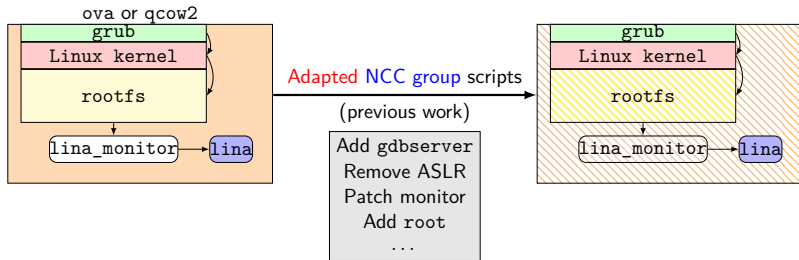 ova or qcow2
grub
Linux kernel
rootfs
lina_monitor
lina
Adapted NCC group scripts
(previous work)
Add gdbserver
Remove ASLR
Patch monitor
Add root
...
grub
Linux kernel
rootfs
lina_monitor
lina